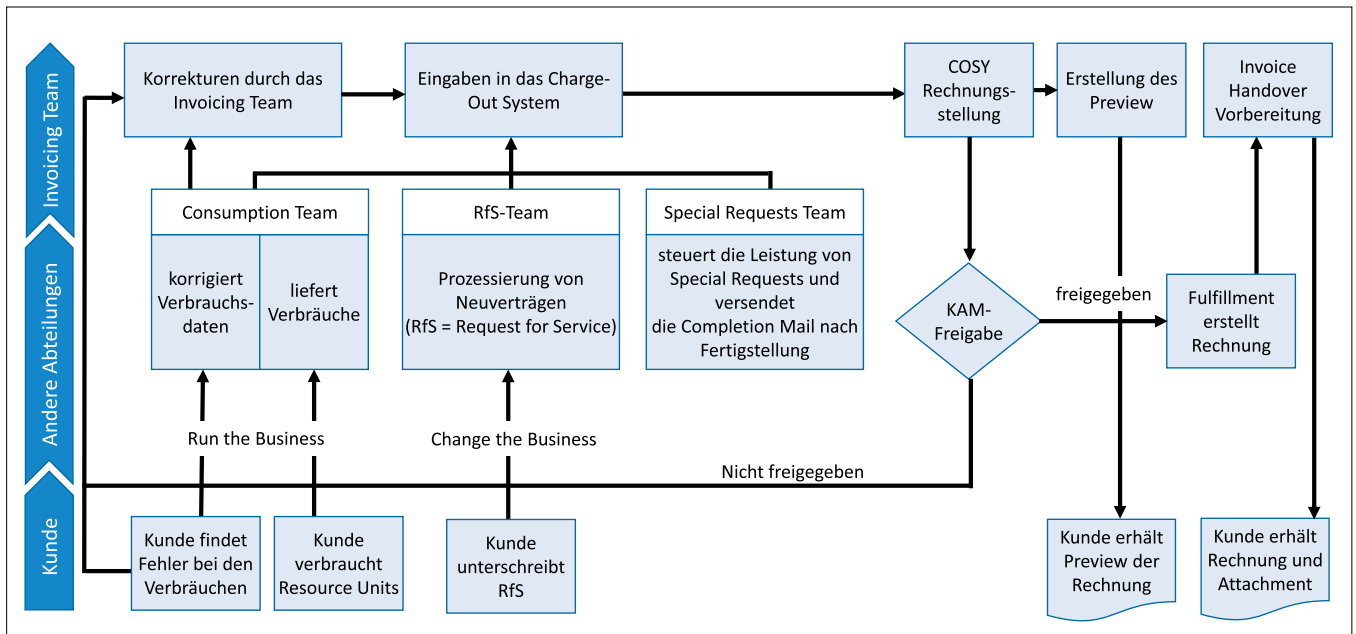 Invoicing Team
Korrekturen durch das
Invoicing Team
Eingaben in das Charge-
Out System
COSY
Rechnungs-
stellung
Erstellung des
Preview
Invoice
Handover
Vorbereitung
Andere Abteilungen
Consumption Team
korrigiert
Verbrauchs-
daten
liefert
Verbräuche
RfS-Team
Prozessierung von
Neuverträgen
(RfS = Request for Service)
Special Requests Team
steuert die Leistung von
Special Requests und
versendet
die Completion Mail nach
Fertigstellung
KAM-
Freigabe
freigegeben
Fulfillment
erstellt
Rechnung
Run the Business
Change the Business
Nicht freigegeben
Kunde
Kunde findet
Fehler bei den
Verbräuchen
Kunde
verbraucht
Resource Units
Kunde
unterschreibt
RfS
Kunde erhält
Preview der
Rechnung
Kunde erhält
Rechnung und
Attachment